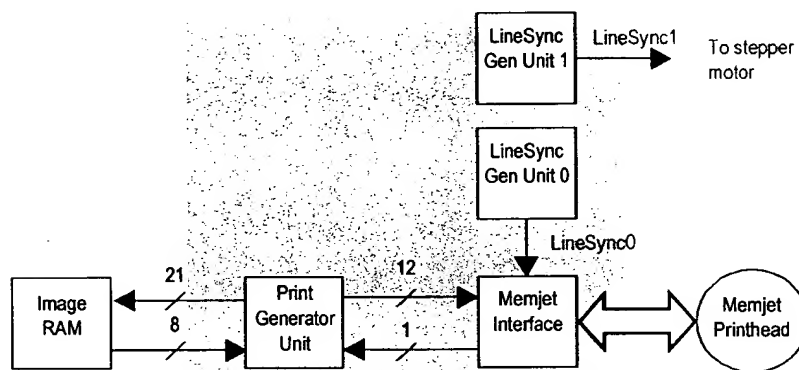 LineSync
Gen Unit 1
LineSync1
To stepper
motor
LineSync
Gen Unit 0
LineSync0
21
12
Image
RAM
Print
Generator
Unit
Memjet
Interface
Memjet
Printhead
8
1